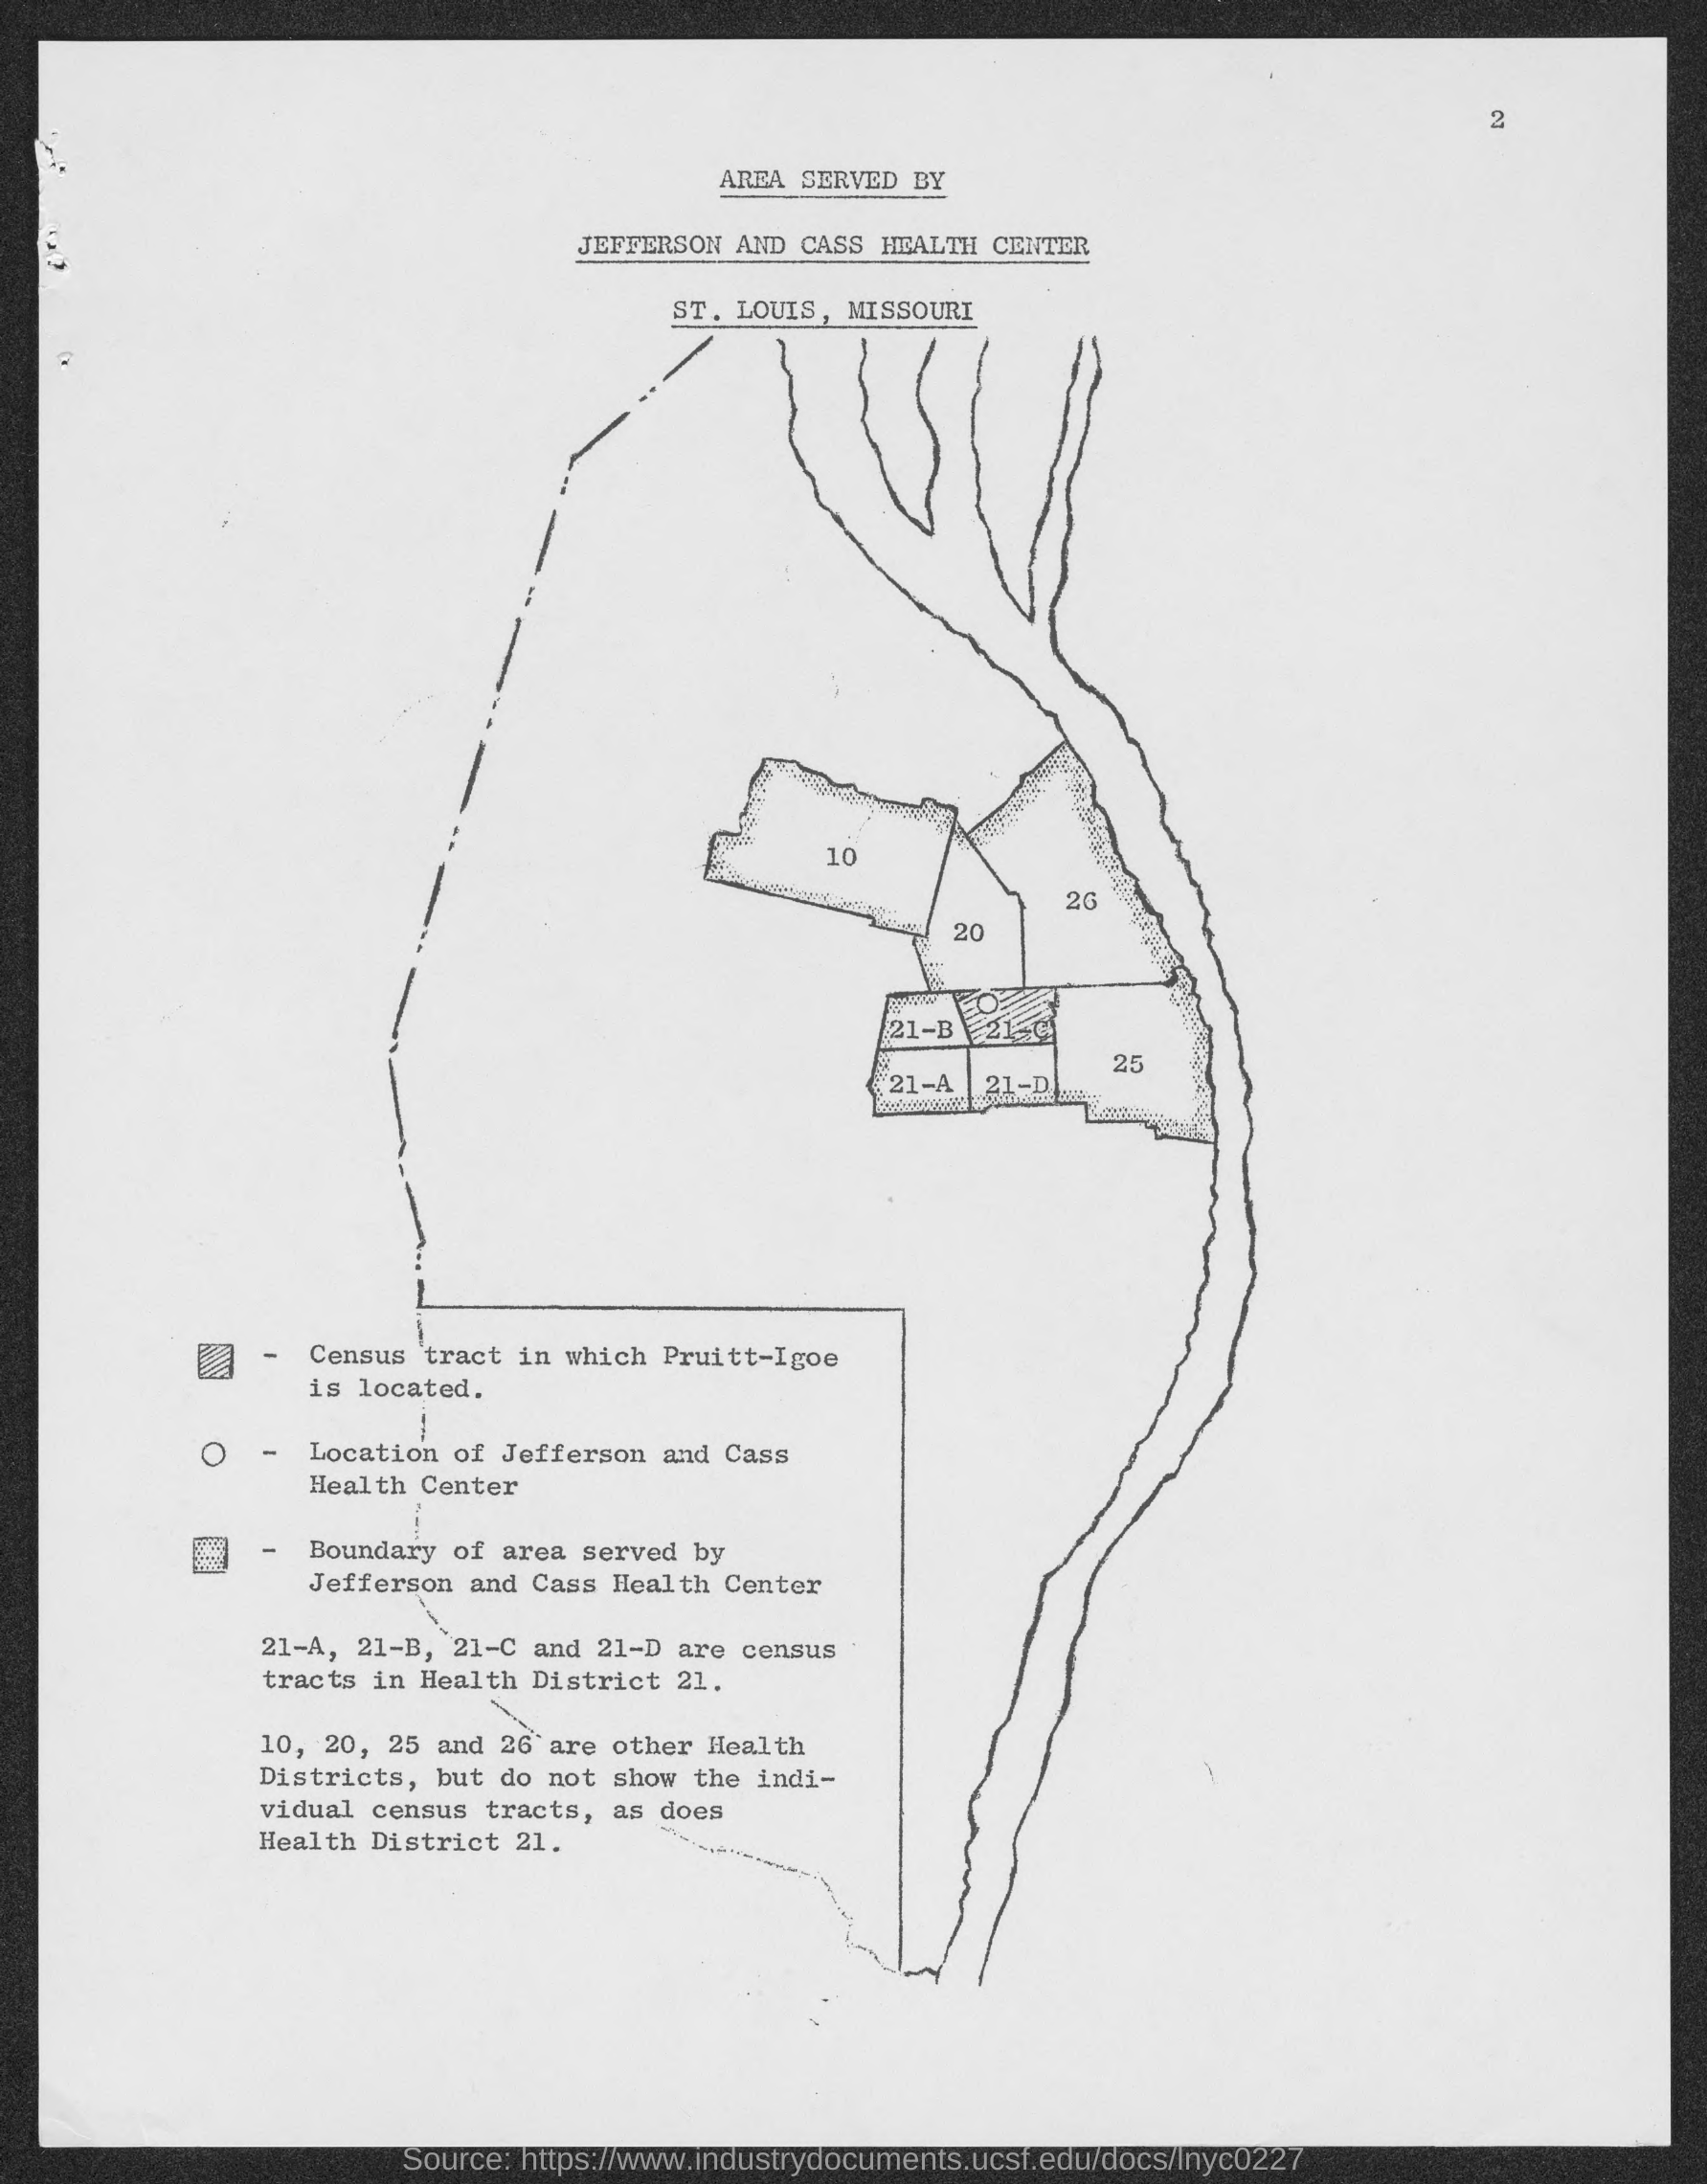 2
AREA SERVED BY
JEFFERSON AND CASS HEALTH CENTER
ST. LOUIS, MISSOURI
10
26
20
21-B
21-C
25
21-A
21-D
- Census tract in which Pruitt-Igoe
is located.
- Location of Jefferson and Cass
Health Center
- Boundary of area served by
Jefferson and Cass Health Center
21-A, 21-B, 21-C and 21-D are census
tracts in Health District 21.
10, 20, 25 and 26 are other Health
Districts, but do not show the indi-
vidual census tracts, as does
Health District 21.
Source: https://www.industrydocuments.ucsf.edu/docs/lnyc0227